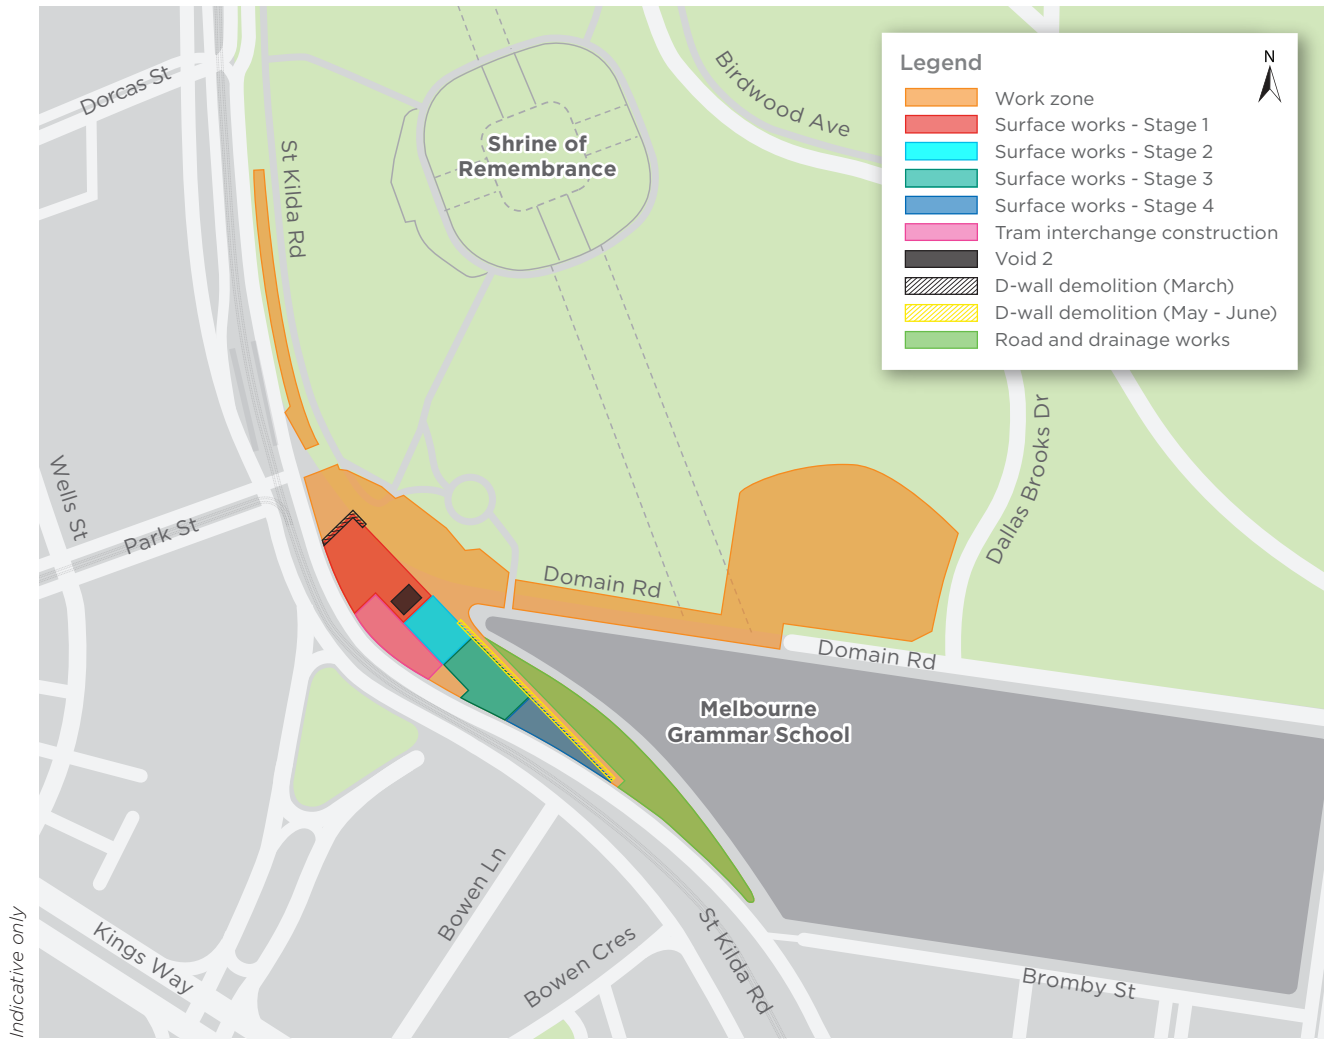 Legend
N
Work zone
Surface works - Stage 1
Surface works - Stage 2
Surface works - Stage 3
Surface works - Stage 4
Tram interchange construction
Void 2
D-wall demolition (March)
D-wall demolition (May - June)
Road and drainage works
Dorcas St
St Kilda Rd
Shrine of
Remembrance
Birdwood Ave
Wells St
Park St
Domain Rd
Dallas Brooks Dr
Domain Rd
Melbourne
Grammar School
Bowen Ln
Bowen Cres
St Kilda Rd
Kings Way
Bromby St
Indicative only